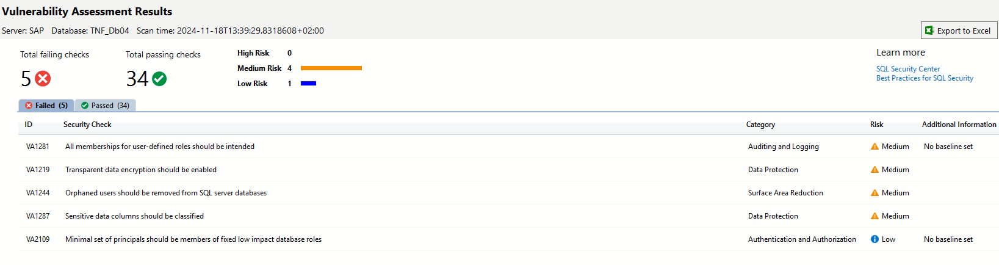 Vulnerability Assessment Results
Server: SAP Database: TNF_Db04 Scan time: 2024-11-18T13:39:29.8318608+02:00
Export to Excel
Total failing checks
5
Total passing checks
34
High Risk 0
Medium Risk 4
Low Risk 1
Learn more
SQL Security Center
Best Practices for SQL Security
Failed (5) Passed (34)
ID Security Check Category Risk Additional Information
VA1281 All memberships for user-defined roles should be intended Auditing and Logging Medium No baseline set
VA1219 Transparent data encryption should be enabled Data Protection Medium
VA1244 Orphaned users should be removed from SQL server databases Surface Area Reduction Medium
VA1287 Sensitive data columns should be classified Data Protection Medium
VA2109 Minimal set of principals should be members of fixed low impact database roles Authentication and Authorization Low No baseline set